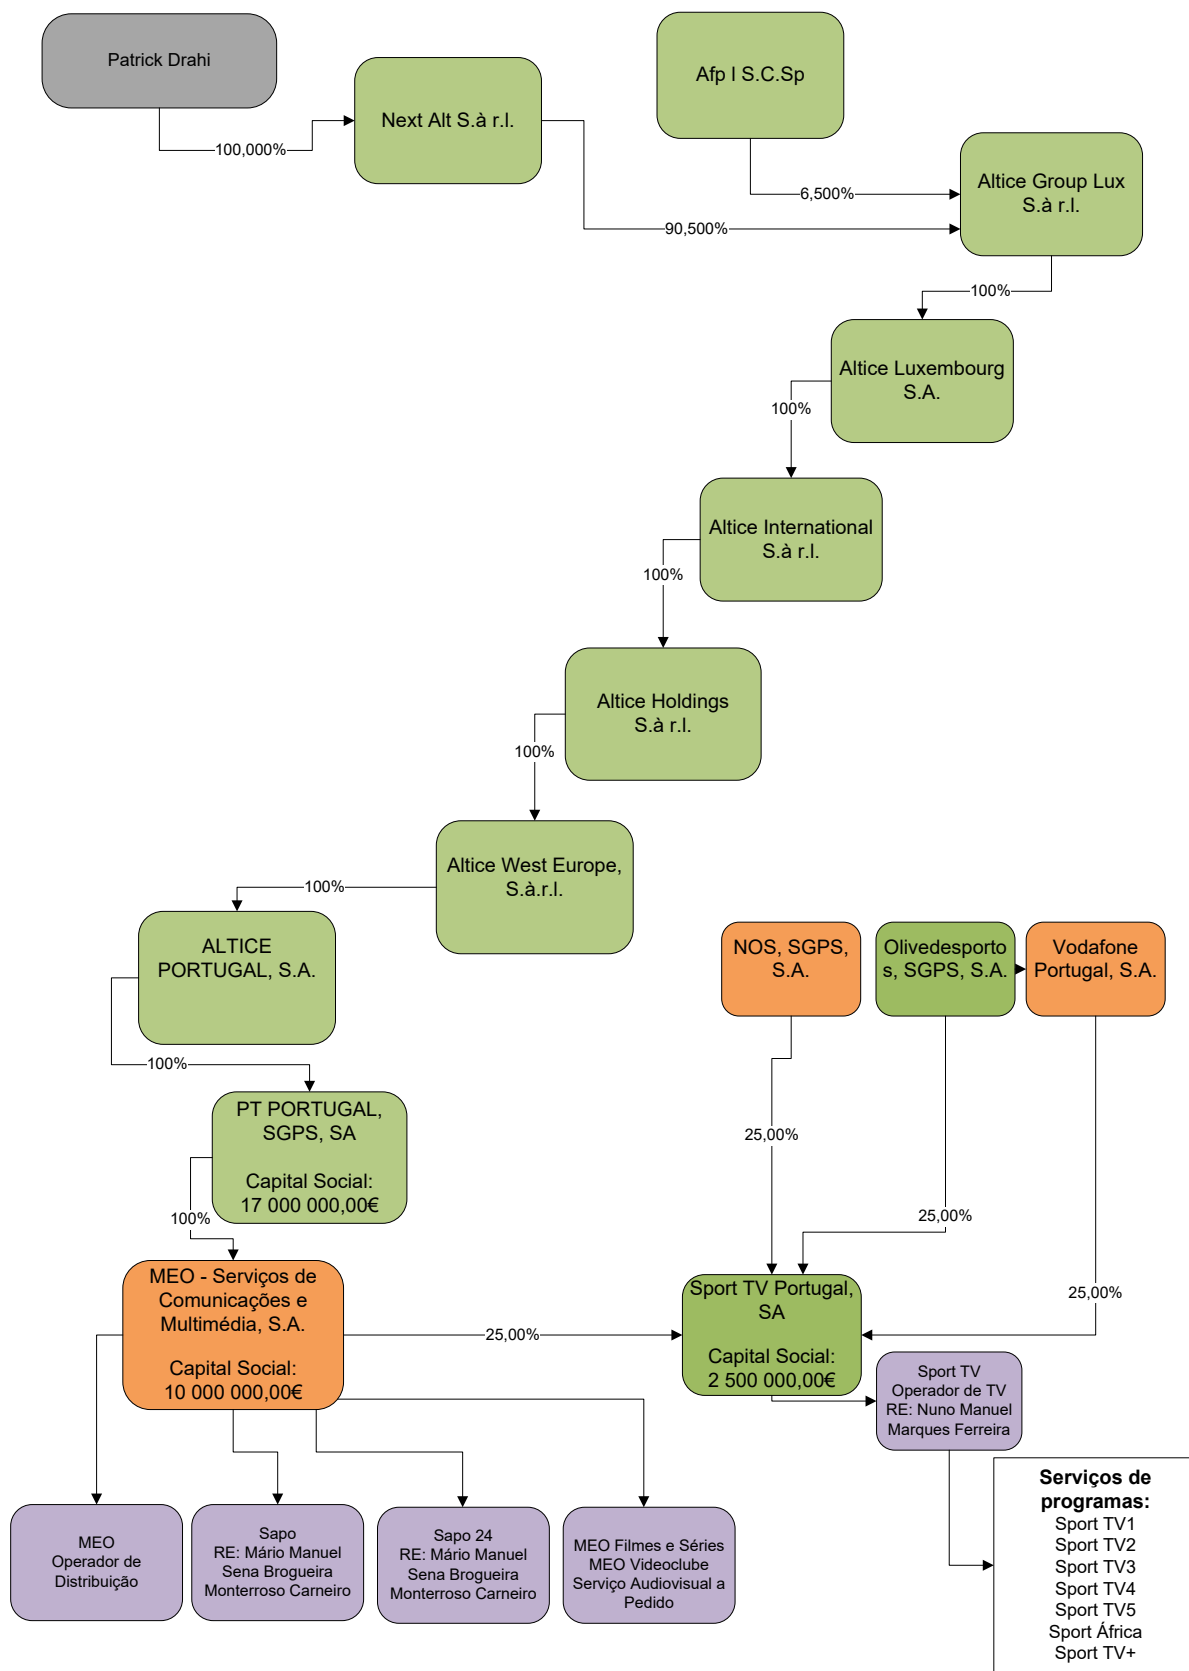 Patrick Drahi
Next Alt S.à r.l.
Afp I S.C.Sp
Altice Group Lux
S.à r.l.
100,000%
6,500%
90,500%
100%
Altice Luxembourg
S.A.
100%
Altice International
S.à r.l.
100%
Altice Holdings
S.à r.l.
100%
Altice West Europe,
S.à.r.l.
100%
ALTICE
PORTUGAL, S.A.
100%
PT PORTUGAL,
SGPS, SA
Capital Social:
17 000 000,00€
100%
NOS, SGPS,
S.A.
Olivedesporto
s, SGPS, S.A.
Vodafone
Portugal, S.A.
25,00%
25,00%
25,00%
MEO - Serviços de
Comunicações e
Multimédia, S.A.
Capital Social:
10 000 000,00€
25,00%
Sport TV Portugal,
SA
Capital Social:
2 500 000,00€
Sport TV
Operador de TV
RE: Nuno Manuel
Marques Ferreira
MEO
Operador de
Distribuição
Sapo
RE: Mário Manuel
Sena Brogueira
Monterroso Carneiro
Sapo 24
RE: Mário Manuel
Sena Brogueira
Monterroso Carneiro
MEO Filmes e Séries
MEO Videoclube
Serviço Audiovisual a
Pedido
Serviços de
programas:
Sport TV1
Sport TV2
Sport TV3
Sport TV4
Sport TV5
Sport África
Sport TV+